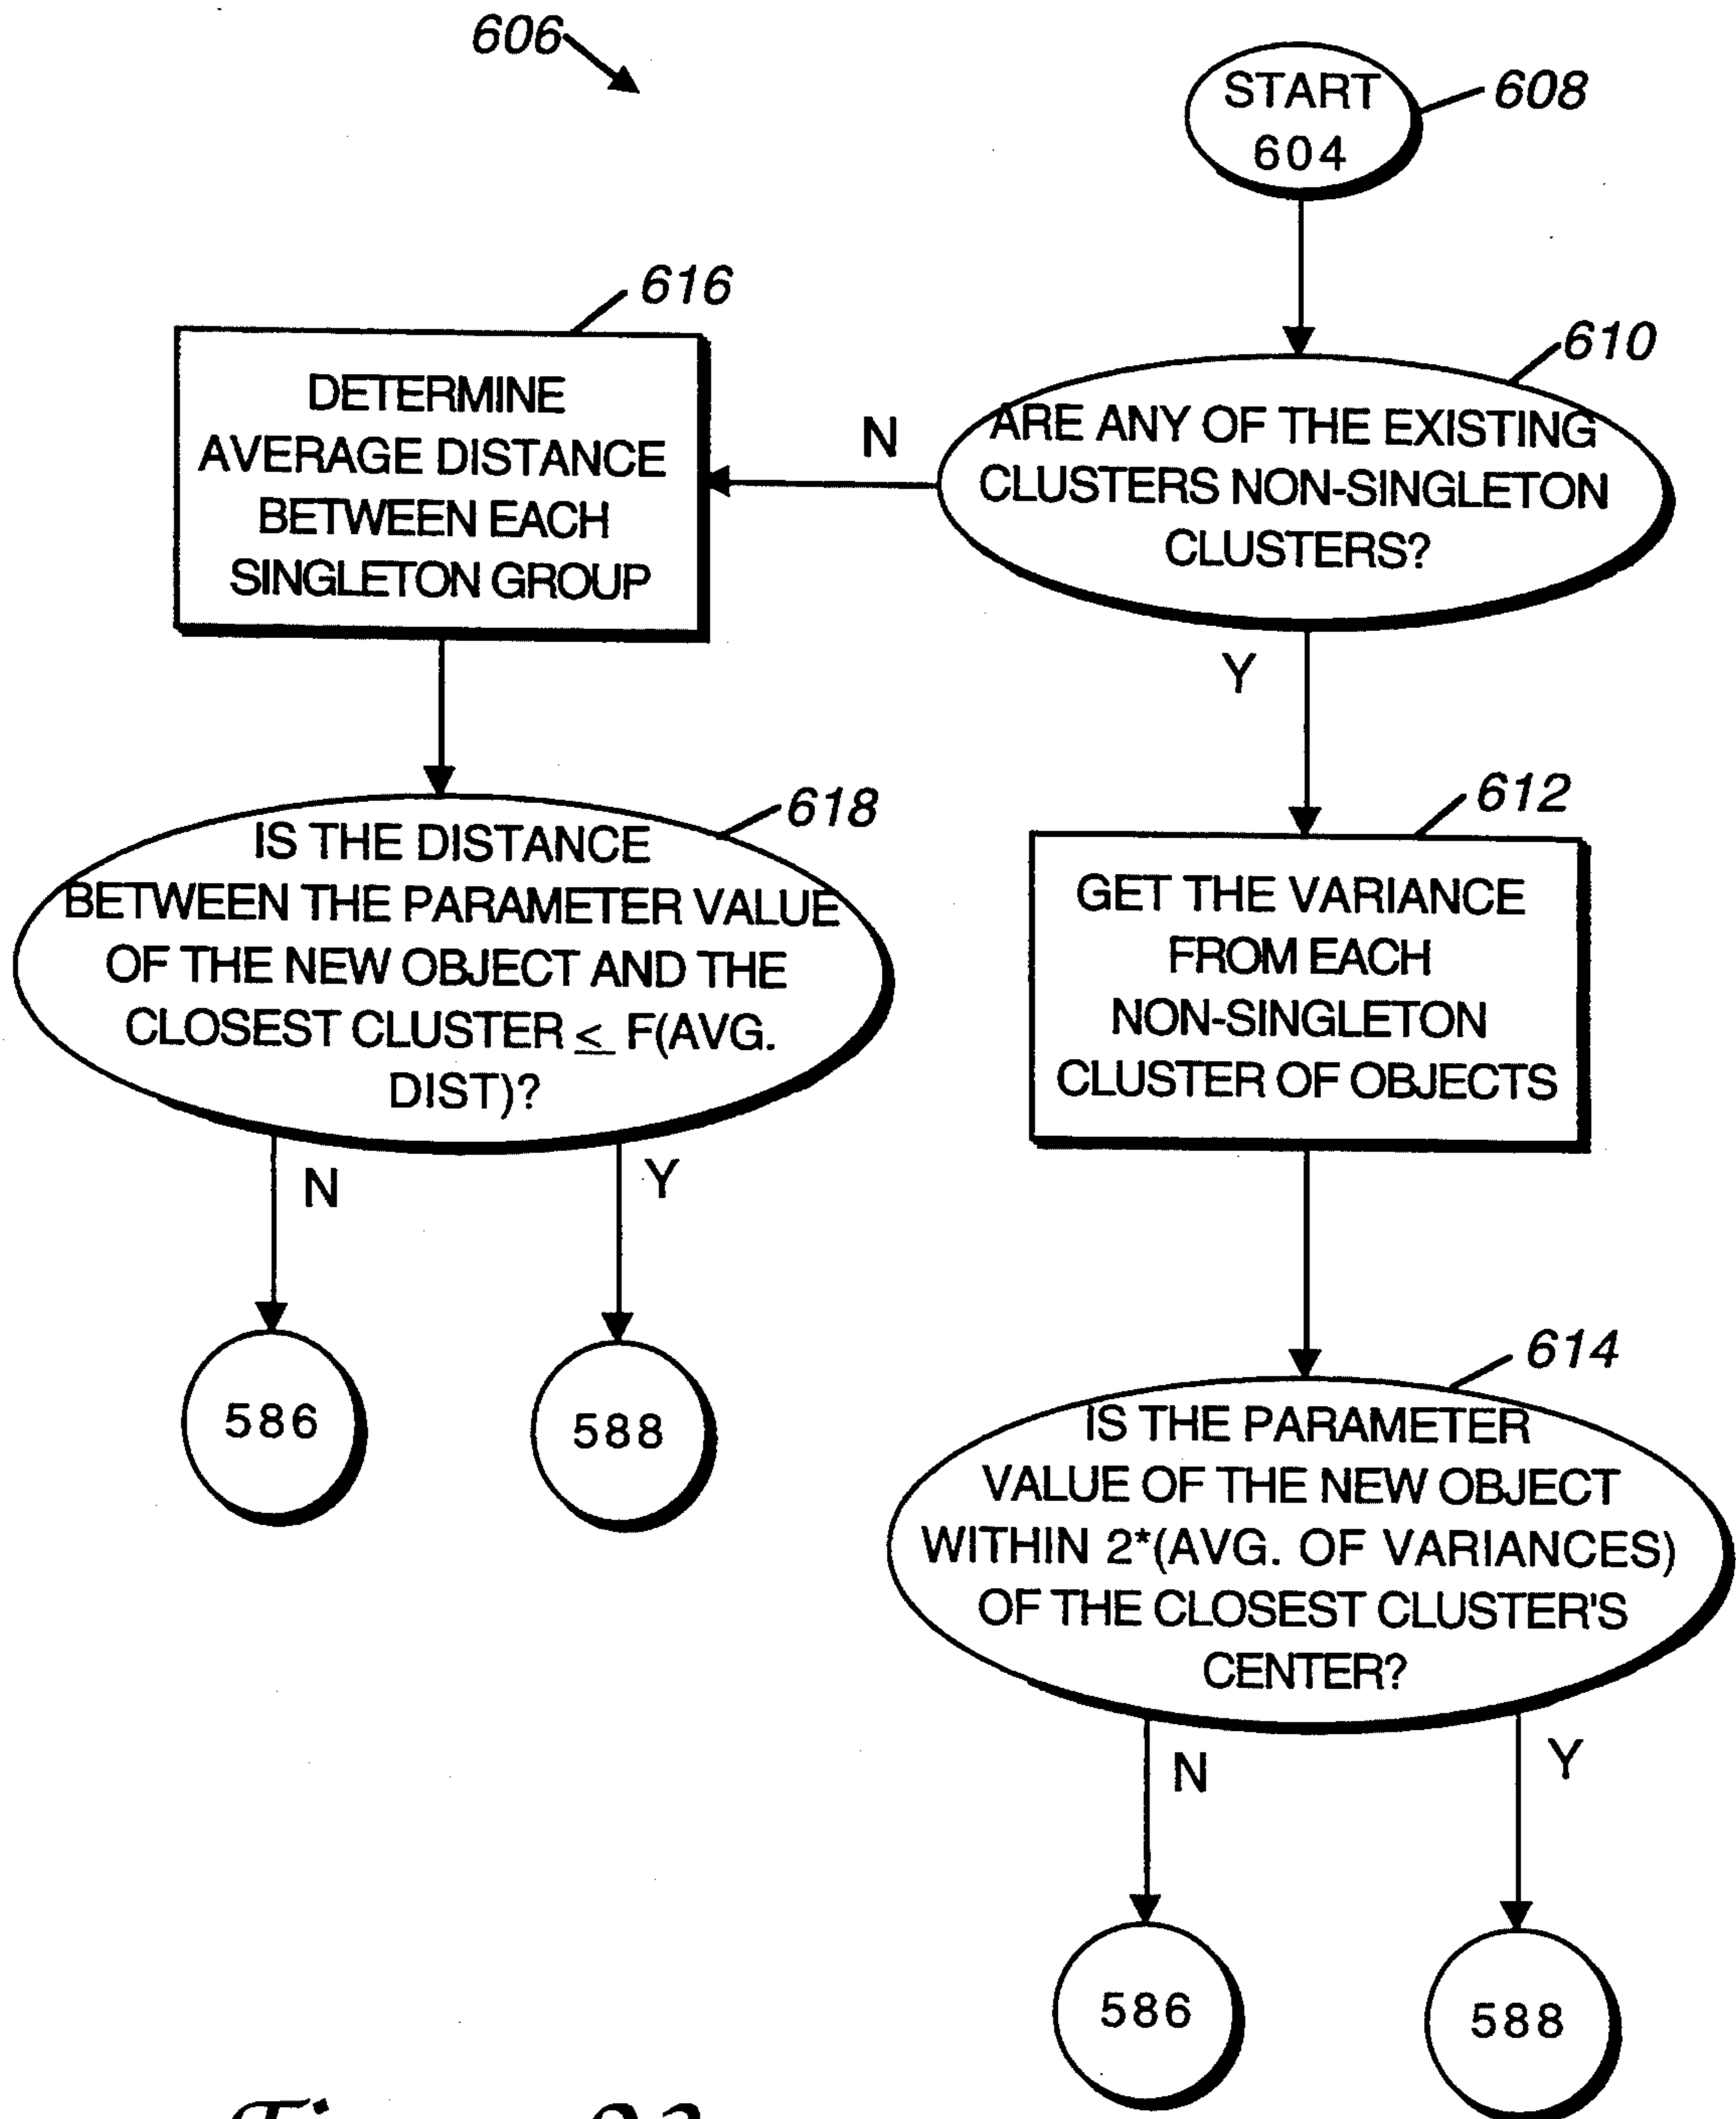 606
START
604
608
616
610
DETERMINE
AVERAGE DISTANCE
BETWEEN EACH
SINGLETON GROUP
N
ARE ANY OF THE EXISTING
CLUSTERS NON-SINGLETON
CLUSTERS?
Y
618
IS THE DISTANCE
BETWEEN THE PARAMETER VALUE
OF THE NEW OBJECT AND THE
CLOSEST CLUSTER ≤ F(AVG.
DIST)?
612
GET THE VARIANCE
FROM EACH
NON-SINGLETON
CLUSTER OF OBJECTS
N
Y
586
588
614
IS THE PARAMETER
VALUE OF THE NEW OBJECT
WITHIN 2*(AVG. OF VARIANCES)
OF THE CLOSEST CLUSTER'S
CENTER?
N
Y
586
588